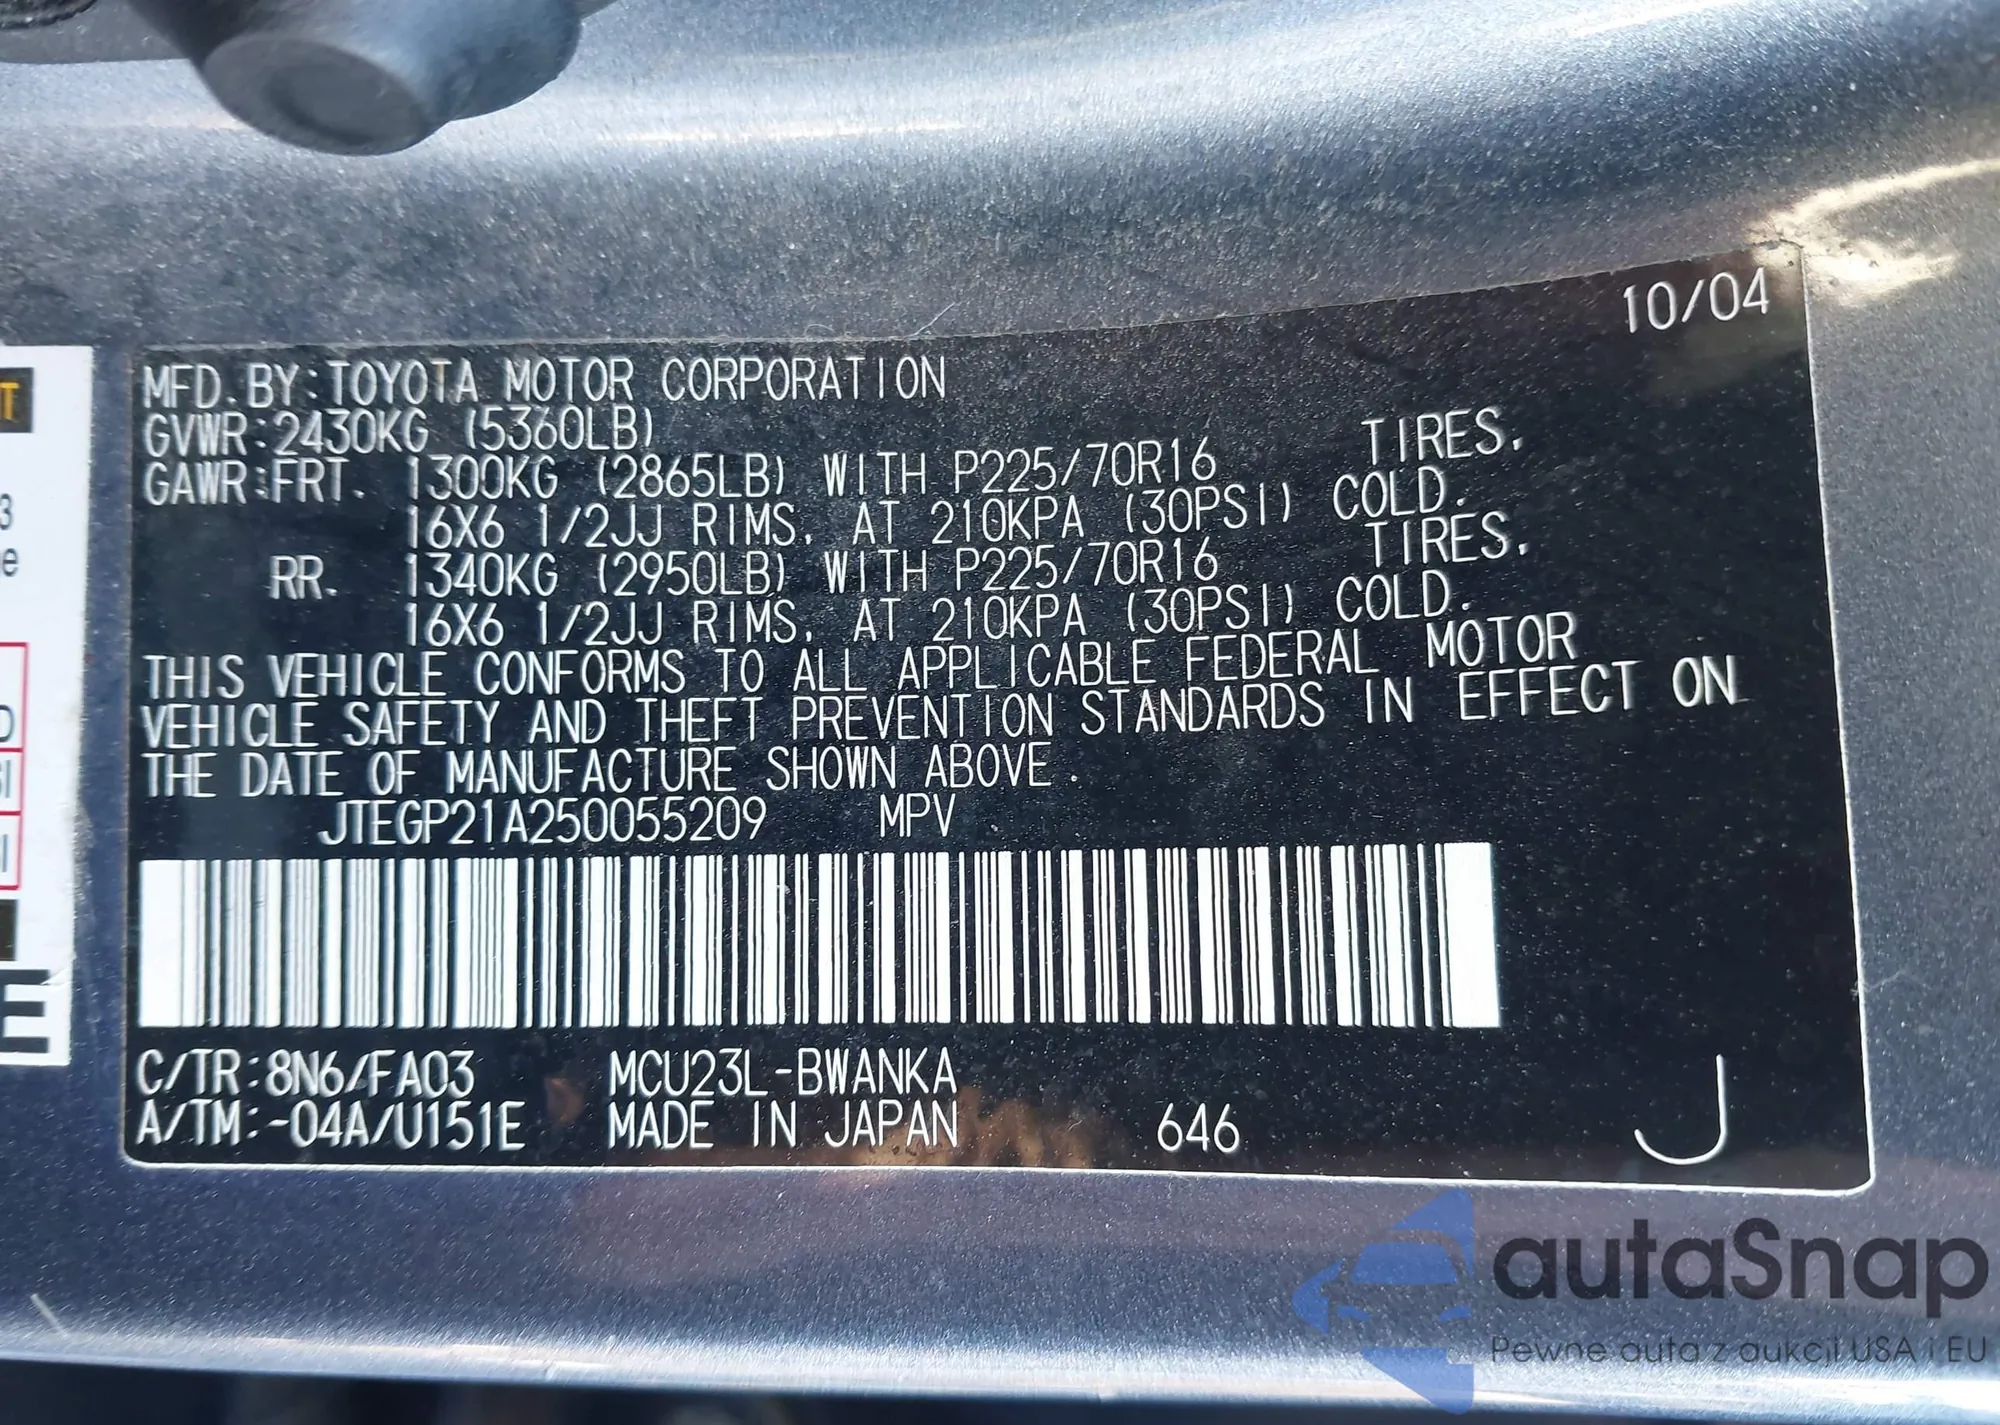 10/04
MFD. BY: TOYOTA MOTOR CORPORATION
GVWR: 2430KG (5360LB)
GAWR: FRT. 1300KG (2865LB) WITH P225/70R16 TIRES,
16X6 1/2JJ RIMS, AT 210KPA (30PSI) COLD.
RR. 1340KG (2950LB) WITH P225/70R16 TIRES,
16X6 1/2JJ RIMS, AT 210KPA (30PSI) COLD.
THIS VEHICLE CONFORMS TO ALL APPLICABLE FEDERAL MOTOR
VEHICLE SAFETY AND THEFT PREVENTION STANDARDS IN EFFECT ON
THE DATE OF MANUFACTURE SHOWN ABOVE.
JTEGP21A250055209 MPV
C/TR: 8N6/FA03 MCU23L-BWANKA
A/TM: -04A/U151E MADE IN JAPAN 646 J
autaSnap
Pewne auta z aukcji USA i EU